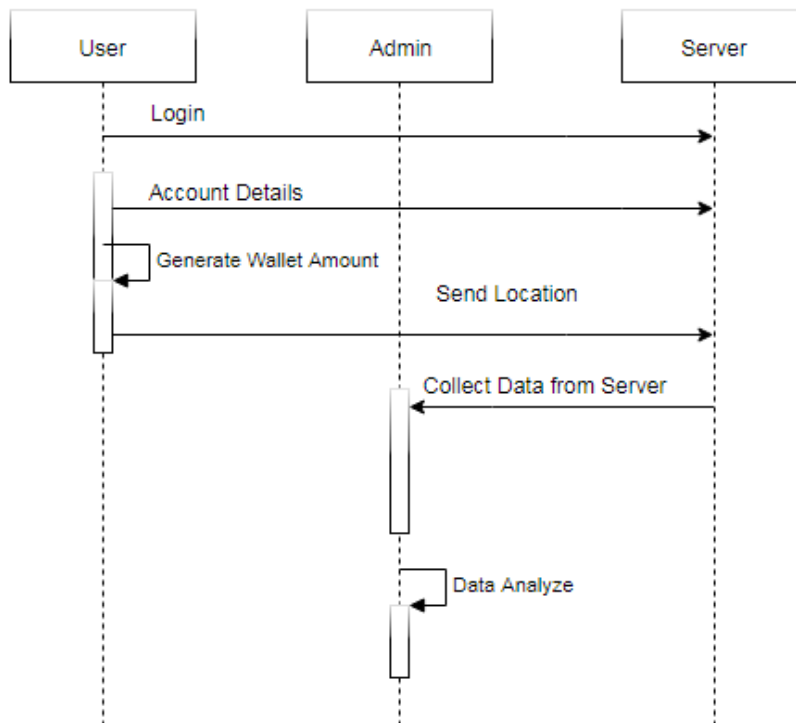 User
Admin
Server
Login
Account Details
Generate Wallet Amount
Send Location
Collect Data from Server
Data Analyze